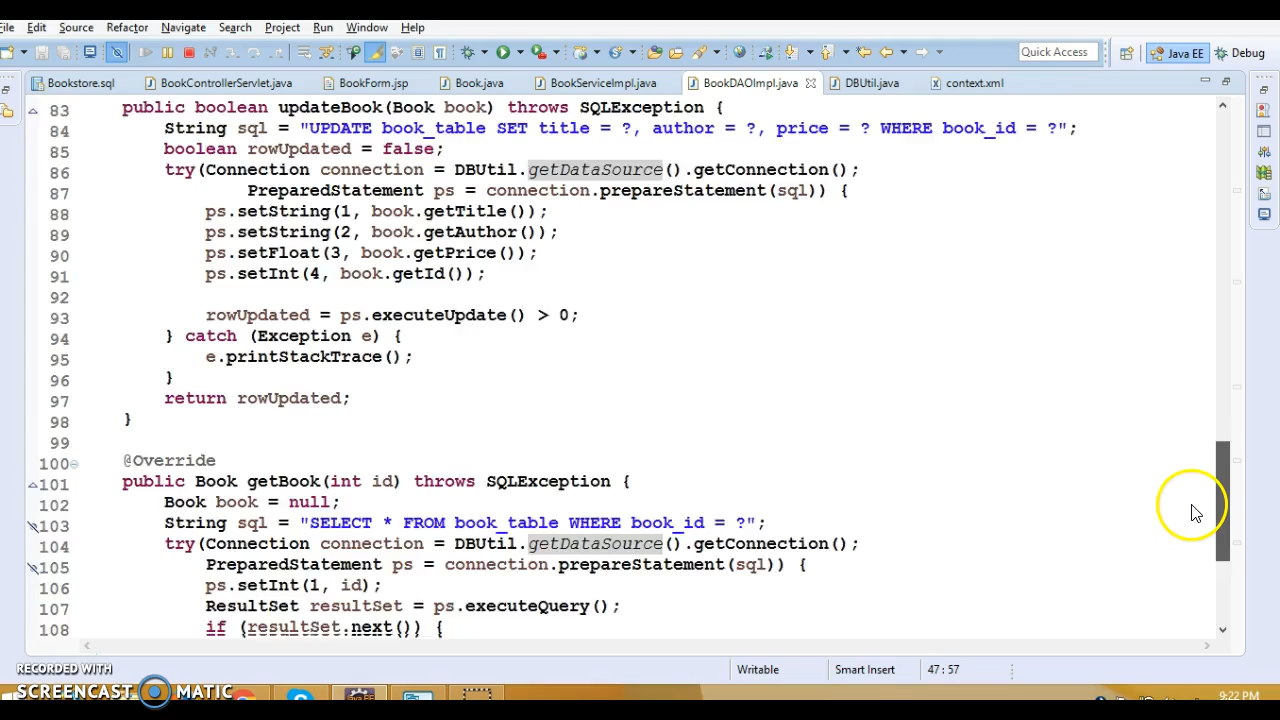 File Edit Source Refactor Navigate Search Project Run Window Help
Quick Access Java EE Debug
Bookstore.sql BookControllerServlet.java BookForm.jsp Book.java BookServiceImpl.java BookDAOImpl.java DBUtil.java context.xml
83 public boolean updateBook(Book book) throws SQLException {
84 String sql = "UPDATE book_table SET title = ?, author = ?, price = ? WHERE book_id = ?";
85 boolean rowUpdated = false;
86 try(Connection connection = DBUtil.getDataSource().getConnection();
87 PreparedStatement ps = connection.prepareStatement(sql)) {
88 ps.setString(1, book.getTitle());
89 ps.setString(2, book.getAuthor());
90 ps.setFloat(3, book.getPrice());
91 ps.setInt(4, book.getId());
92
93 rowUpdated = ps.executeUpdate() > 0;
94 } catch (Exception e) {
95 e.printStackTrace();
96 }
97 return rowUpdated;
98 }
99
100 @Override
101 public Book getBook(int id) throws SQLException {
102 Book book = null;
103 String sql = "SELECT * FROM book_table WHERE book_id = ?";
104 try(Connection connection = DBUtil.getDataSource().getConnection();
105 PreparedStatement ps = connection.prepareStatement(sql)) {
106 ps.setInt(1, id);
107 ResultSet resultSet = ps.executeQuery();
108 if (resultSet.next()) {
Writable Smart Insert 47 : 57
RECORDED WITH
SCREENCAST MATIC
9:22 PM